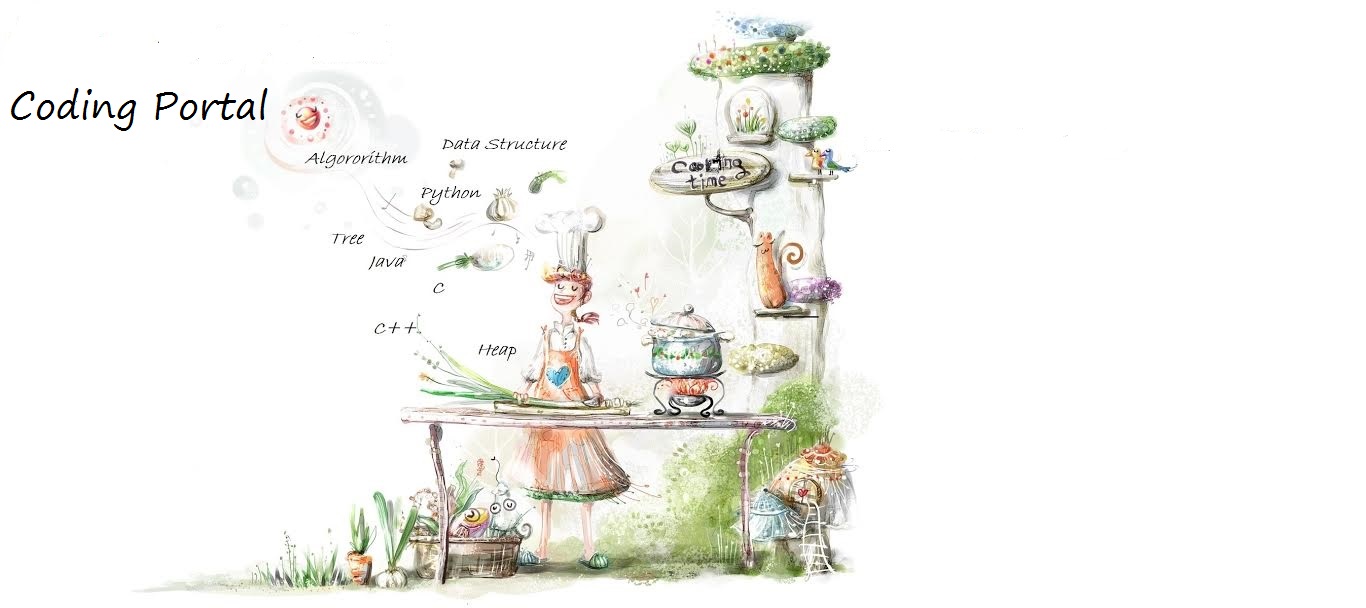 Coding Portal
Algororithm
Data Structure
Python
Tree
Java
C
C++
Heap
Cooking
time